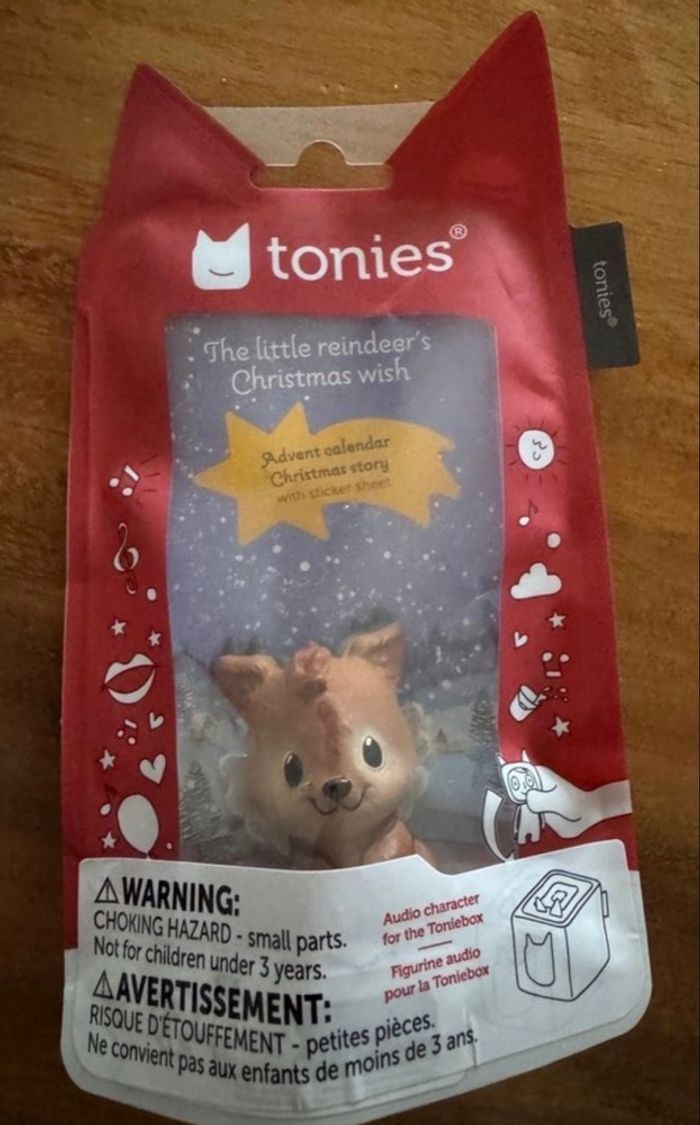 tonies®
tonies®
The little reindeer's
Christmas wish
Advent calendar
Christmas story
with sticker sheet
WARNING:
CHOKING HAZARD - small parts.
Not for children under 3 years.
AVERTISSEMENT:
RISQUE D'ÉTOUFFEMENT - petites pièces.
Ne convient pas aux enfants de moins de 3 ans.
Audio character
for the Toniebox
Figurine audio
pour la Toniebox